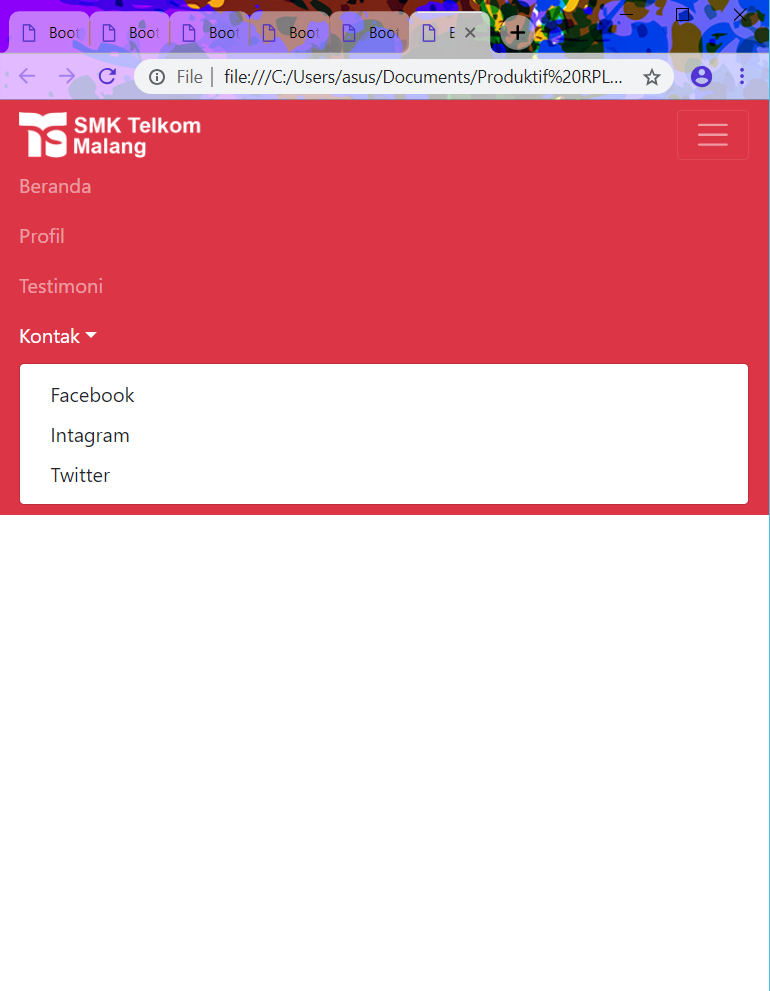 Boot
Boot
Boot
Boot
Boot
B
File
file:///C:/Users/asus/Documents/Produktif%20RPL...
SMK Telkom
Malang
Beranda
Profil
Testimoni
Kontak
Facebook
Intagram
Twitter